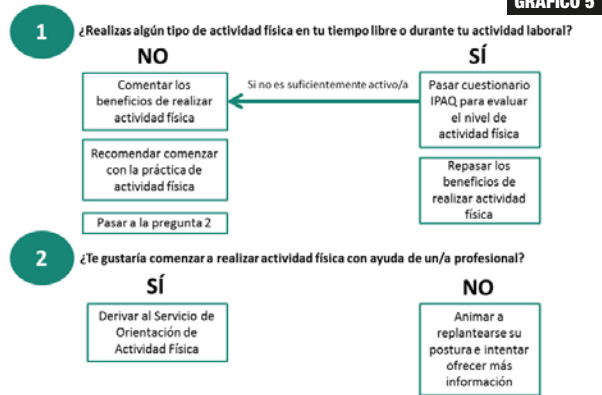 GRÁFICO 5
1
¿Realizas algún tipo de actividad física en tu tiempo libre o durante tu actividad laboral?
NO
SÍ
Comentar los
beneficios de realizar
actividad física
Si no es suficientemente activo/a
Pasar cuestionario
IPAQ para evaluar
el nivel de
actividad física
Recomendar comenzar
con la práctica de
actividad física
Repasar los
beneficios de
realizar actividad
física
Pasar a la pregunta 2
2
¿Te gustaría comenzar a realizar actividad física con ayuda de un/a profesional?
SÍ
NO
Derivar al Servicio de
Orientación de
Actividad Física
Animar a
replantearse su
postura e intentar
ofrecer más
información